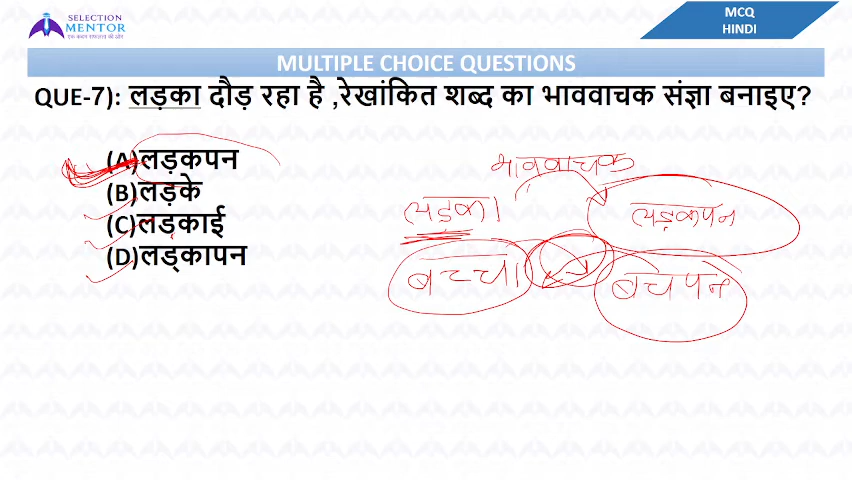 SELECTION
MENTOR
MCQ
HINDI
MULTIPLE CHOICE QUESTIONS
QUE-7): लड़का दौड़ रहा है ,रेखांकित शब्द का भाववाचक संज्ञा बनाइए?
(A)लड़कपन
(B)लड़के
(C)लड़काई
(D)लड़्कापन
भाववाचक
लड़का लड़कपन
बच्चा बचपन